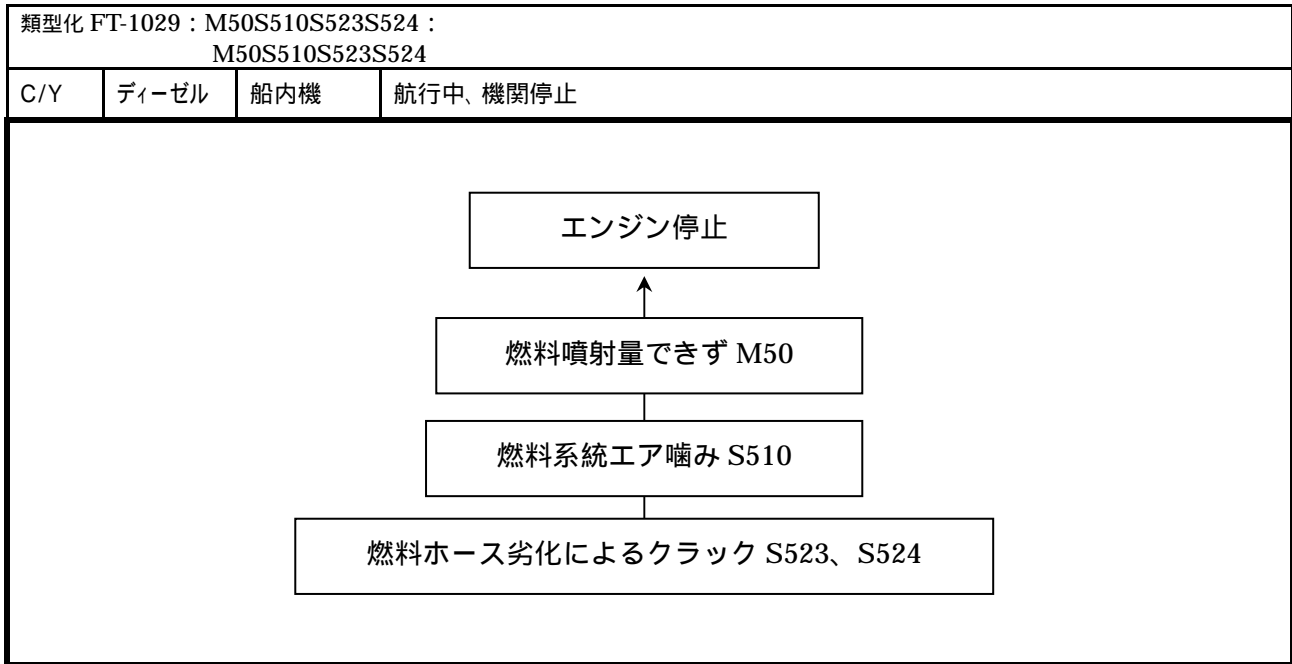 類型化 FT-1029：M50S510S523S524：
M50S510S523S524
C/Y ディーゼル 船内機 航行中、機関停止
エンジン停止
燃料噴射量できず M50
燃料系統エア噛み S510
燃料ホース劣化によるクラック S523、S524